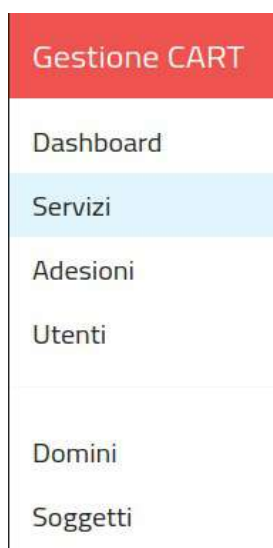 Gestione CART
Dashboard
Servizi
Adesioni
Utenti
Domini
Soggetti